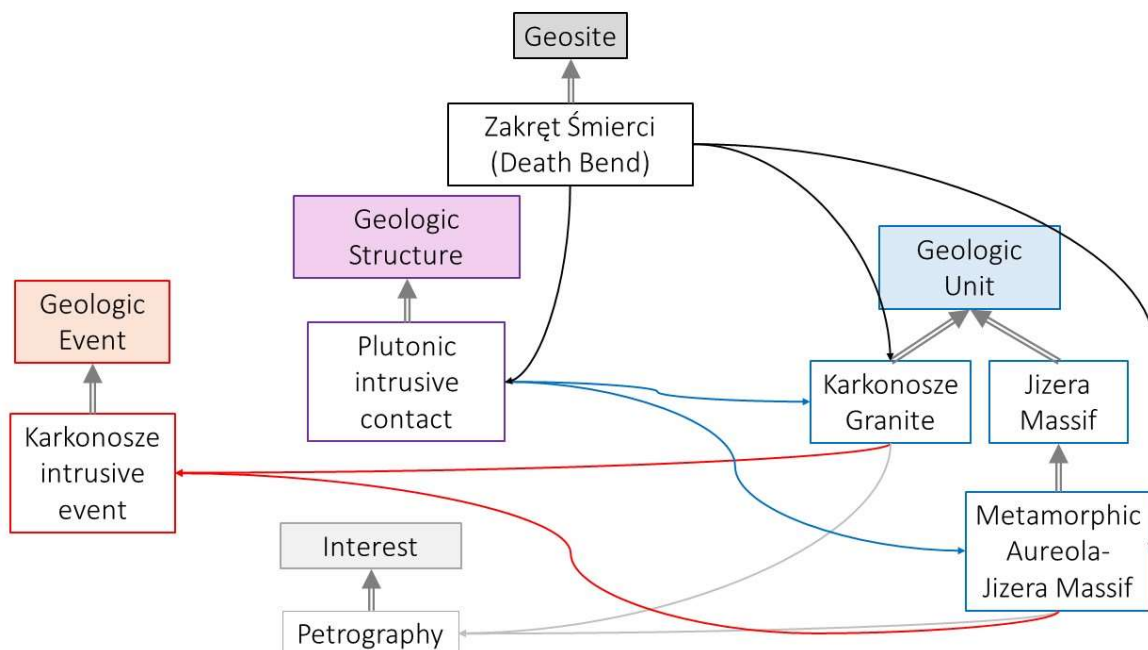 Geosite
Zakręt Śmierci
(Death Bend)
Geologic
Structure
Geologic
Unit
Geologic
Event
Plutonic
intrusive
contact
Karkonosze
Granite
Jizera
Massif
Karkonosze
intrusive
event
Metamorphic
Aureola-
Jizera Massif
Interest
Petrography